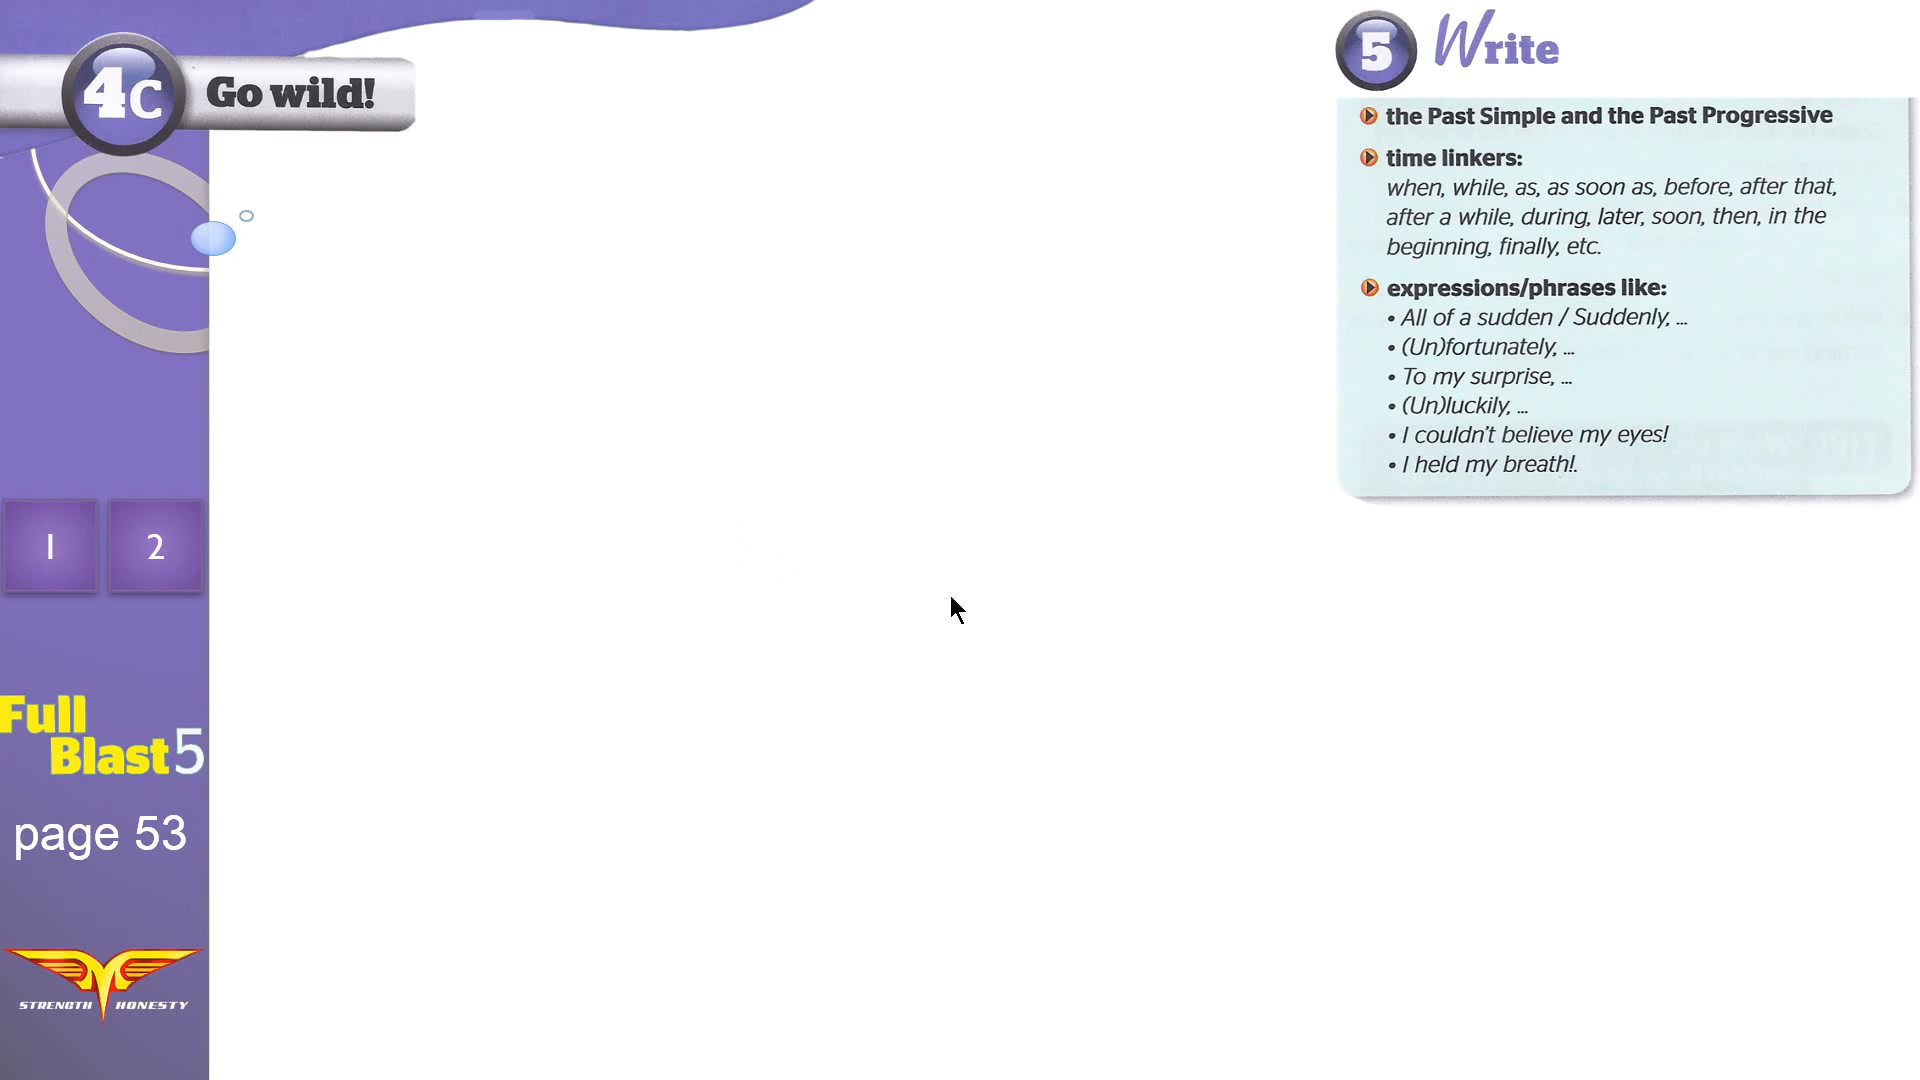 4C Go wild!
5 Write
the Past Simple and the Past Progressive
time linkers:
when, while, as, as soon as, before, after that,
after a while, during, later, soon, then, in the
beginning, finally, etc.
expressions/phrases like:
• All of a sudden / Suddenly, ...
• (Un)fortunately, ...
• To my surprise, ...
• (Un)luckily, ...
• I couldn't believe my eyes!
• I held my breath!.
1 2
Full
Blast5
page 53
STRENGTH HONESTY